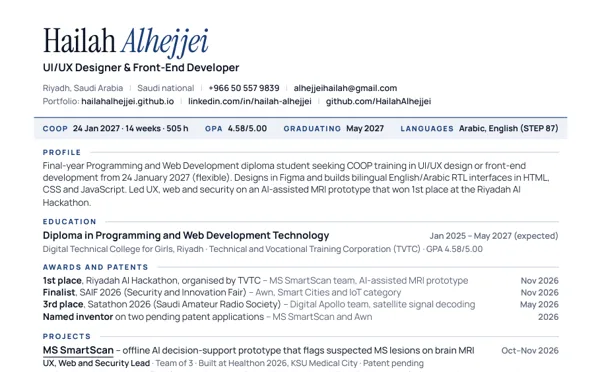 Hailah Alhejjei
UI/UX Designer & Front-End Developer
Riyadh, Saudi Arabia | Saudi national | +966 50 557 9839 | alhejjeihailah@gmail.com
Portfolio: hailahalhejjei.github.io | linkedin.com/in/hailah-alhejjei | github.com/HailahAlhejjei
COOP 24 Jan 2027 · 14 weeks · 505 h GPA 4.58/5.00 GRADUATING May 2027 LANGUAGES Arabic, English (STEP 87)
PROFILE
Final-year Programming and Web Development diploma student seeking COOP training in UI/UX design or front-end
development from 24 January 2027 (flexible). Designs in Figma and builds bilingual English/Arabic RTL interfaces in HTML,
CSS and JavaScript. Led UX, web and security on an AI-assisted MRI prototype that won 1st place at the Riyadh AI
Hackathon.
EDUCATION
Diploma in Programming and Web Development Technology Jan 2025 – May 2027 (expected)
Digital Technical College for Girls, Riyadh · Technical and Vocational Training Corporation (TVTC) · GPA 4.58/5.00
AWARDS AND PATENTS
1st place, Riyadh AI Hackathon, organised by TVTC – MS SmartScan team, AI-assisted MRI prototype Nov 2026
Finalist, SAIF 2026 (Security and Innovation Fair) – Awn, Smart Cities and IoT category Nov 2026
3rd place, Satathon 2026 (Saudi Amateur Radio Society) – Digital Apollo team, satellite signal decoding May 2026
Named inventor on two pending patent applications – MS SmartScan and Awn 2026
PROJECTS
MS SmartScan – offline AI decision-support prototype that flags suspected MS lesions on brain MRI Oct–Nov 2026
UX, Web and Security Lead · Team of 3 · Built at Healthon 2026, KSU Medical City · Patent pending